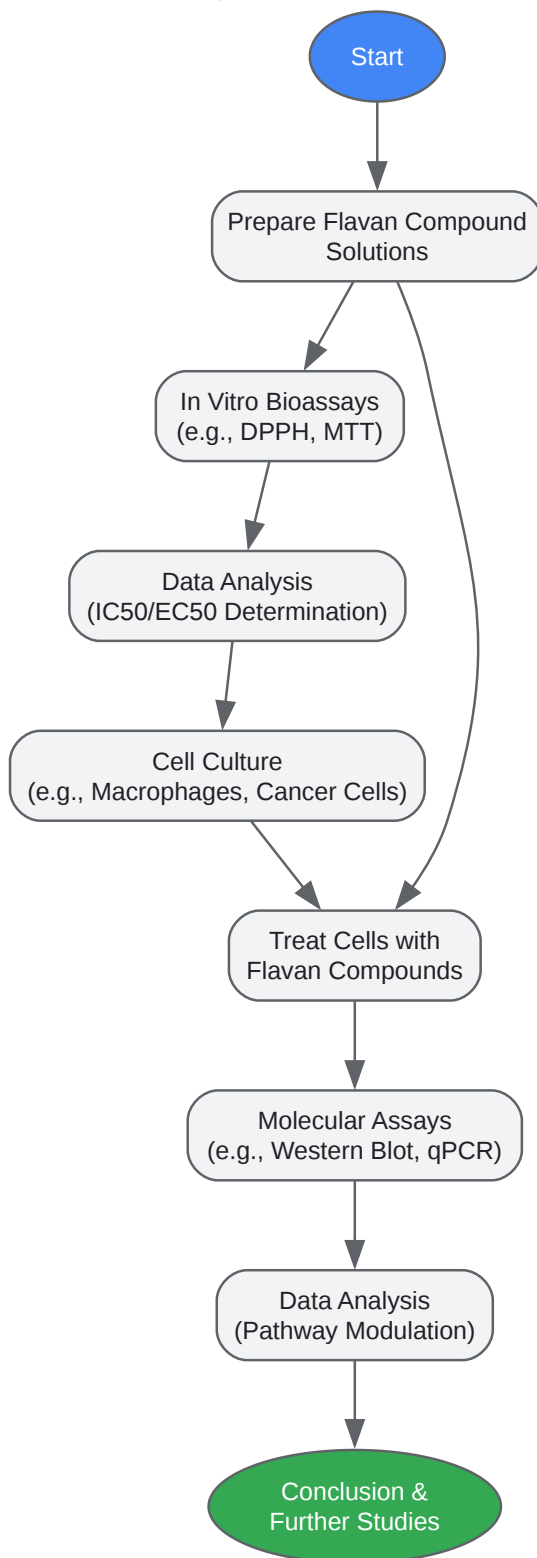 Start
Prepare Flavan Compound
Solutions
In Vitro Bioassays
(e.g., DPPH, MTT)
Data Analysis
(IC50/EC50 Determination)
Cell Culture
(e.g., Macrophages, Cancer Cells)
Treat Cells with
Flavan Compounds
Molecular Assays
(e.g., Western Blot, qPCR)
Data Analysis
(Pathway Modulation)
Conclusion &
Further Studies